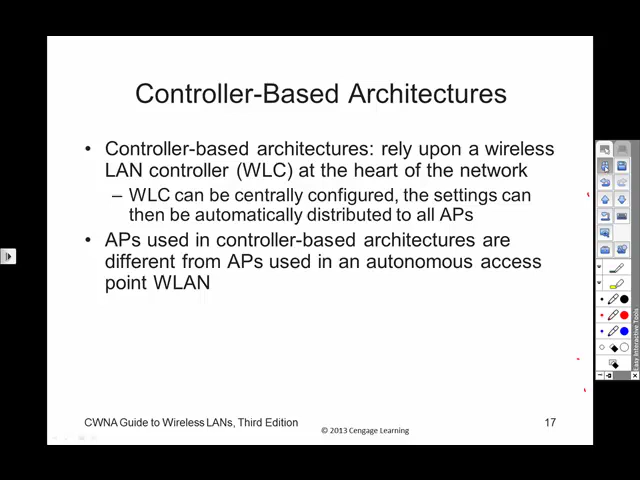 Controller-Based Architectures
• Controller-based architectures: rely upon a wireless
LAN controller (WLC) at the heart of the network
– WLC can be centrally configured, the settings can
then be automatically distributed to all APs
• APs used in controller-based architectures are
different from APs used in an autonomous access
point WLAN
CWNA Guide to Wireless LANs, Third Edition
© 2013 Cengage Learning
17
Easy Interactive Tools